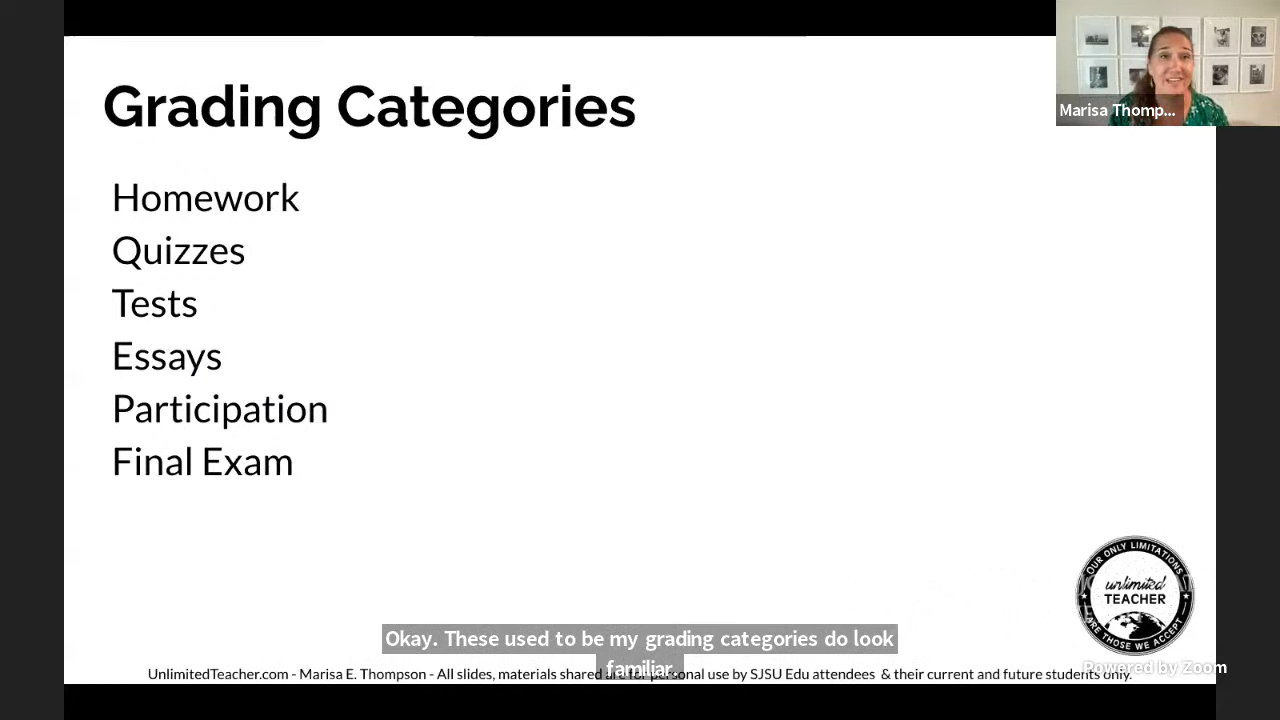 Grading Categories
Marisa Thomp...
Homework
Quizzes
Tests
Essays
Participation
Final Exam
OUR ONLY LIMITATIONS
unlimited
TEACHER
ARE THOSE WE ACCEPT
Okay. These used to be my grading categories do look
familiar.
Powered by Zoom
UnlimitedTeacher.com - Marisa E. Thompson - All slides, materials shared are for personal use by SJSU Edu attendees & their current and future students only.